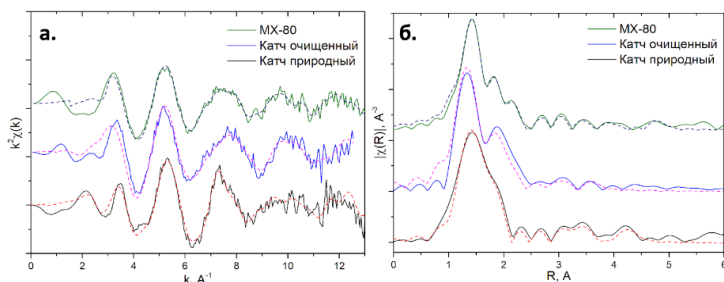 а.
MX-80
Катч очищенный
Катч природный
k²χ(k)
0 2 4 6 8 10 12
k, A⁻¹
б.
MX-80
Катч очищенный
Катч природный
|χ(R)|, A⁻³
0 1 2 3 4 5 6
R, A